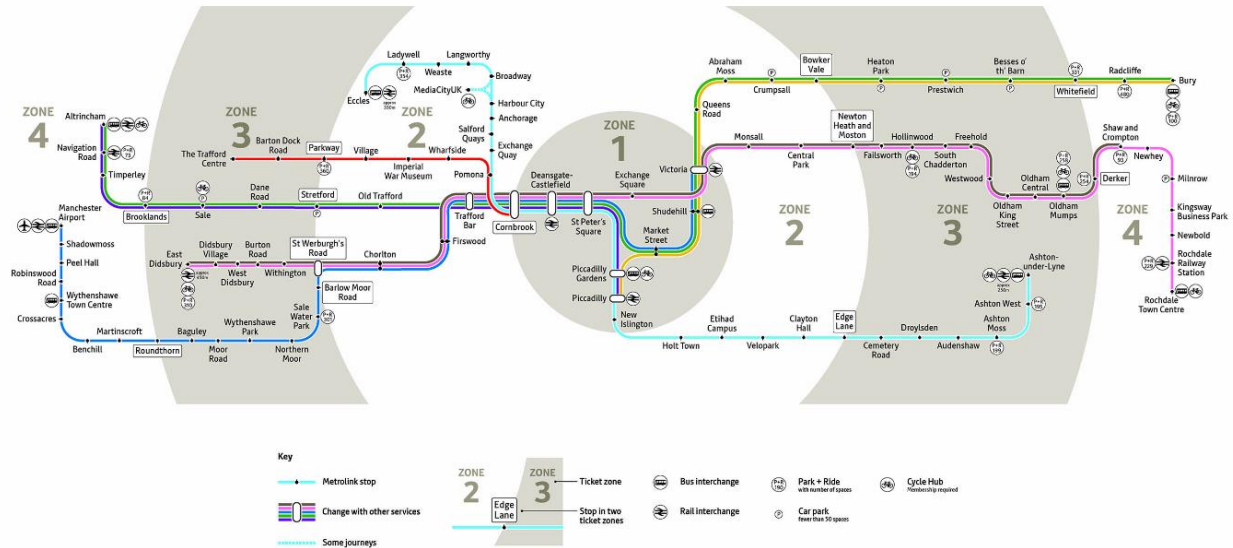 ZONE
4
ZONE
3
ZONE
2
ZONE
1
2
3
4
Altrincham
Navigation
Road
P+R
73
Timperley
P+R
84
Brooklands
Sale
Dane
Road
Stretford
P
Old Trafford
Trafford
Bar
Cornbrook
Deansgate-
Castlefield
St Peter's
Square
The Trafford
Centre
Barton Dock
Road
Parkway
P+R
Village
Imperial
War Museum
Wharfside
Pomona
Eccles
approx
Ladywell
P+R
Weaste
Langworthy
Broadway
MediaCityUK
Harbour City
Anchorage
Salford
Quays
Exchange
Quay
Manchester
Airport
Shadowmoss
Peel Hall
Robinswood
Road
Wythenshawe
Town Centre
Crossacres
Benchill
Martinscroft
Roundthorn
Baguley
Moor
Road
Wythenshawe
Park
Northern
Moor
Sale
Water
Park
P+R
Barlow Moor
Road
St Werburgh's
Road
East
Didsbury
approx
P+R
Didsbury
Village
West
Didsbury
Burton
Road
Withington
Chorlton
Firswood
Exchange
Square
Victoria
Shudehill
Market
Street
Piccadilly
Gardens
Piccadilly
New
Islington
Holt Town
Etihad
Campus
Velopark
Clayton
Hall
Edge
Lane
Cemetery
Road
Droylsden
Audenshaw
Ashton
Moss
P+R
199
Ashton West
P+R
Ashton-
under-Lyne
approx
250m
Queens
Road
Abraham
Moss
P
Crumpsall
Bowker
Vale
Heaton
Park
P
P
Prestwich
Besses o'
th' Barn
P
P+R
Whitefield
Radcliffe
P+R
Bury
P+R
Monsall
Central
Park
Newton
Heath and
Moston
Failsworth
Hollinwood
P+R
194
South
Chadderton
Freehold
Westwood
Oldham
King
Street
Oldham
Central
P+R
Oldham
Mumps
P+R
254
Derker
Shaw and
Crompton
P+R
Newhey
P
Milnrow
Kingsway
Business Park
Newbold
P+R
Rochdale
Railway
Station
Rochdale
Town Centre
Key
Metrolink stop
Change with other services
Some journeys
ZONE
2
ZONE
3
Edge
Lane
Ticket zone
Stop in two
ticket zones
Bus interchange
Rail interchange
P+R
190
Park + Ride
with number of spaces
P
Car park
fewer than 50 spaces
Cycle Hub
Membership required